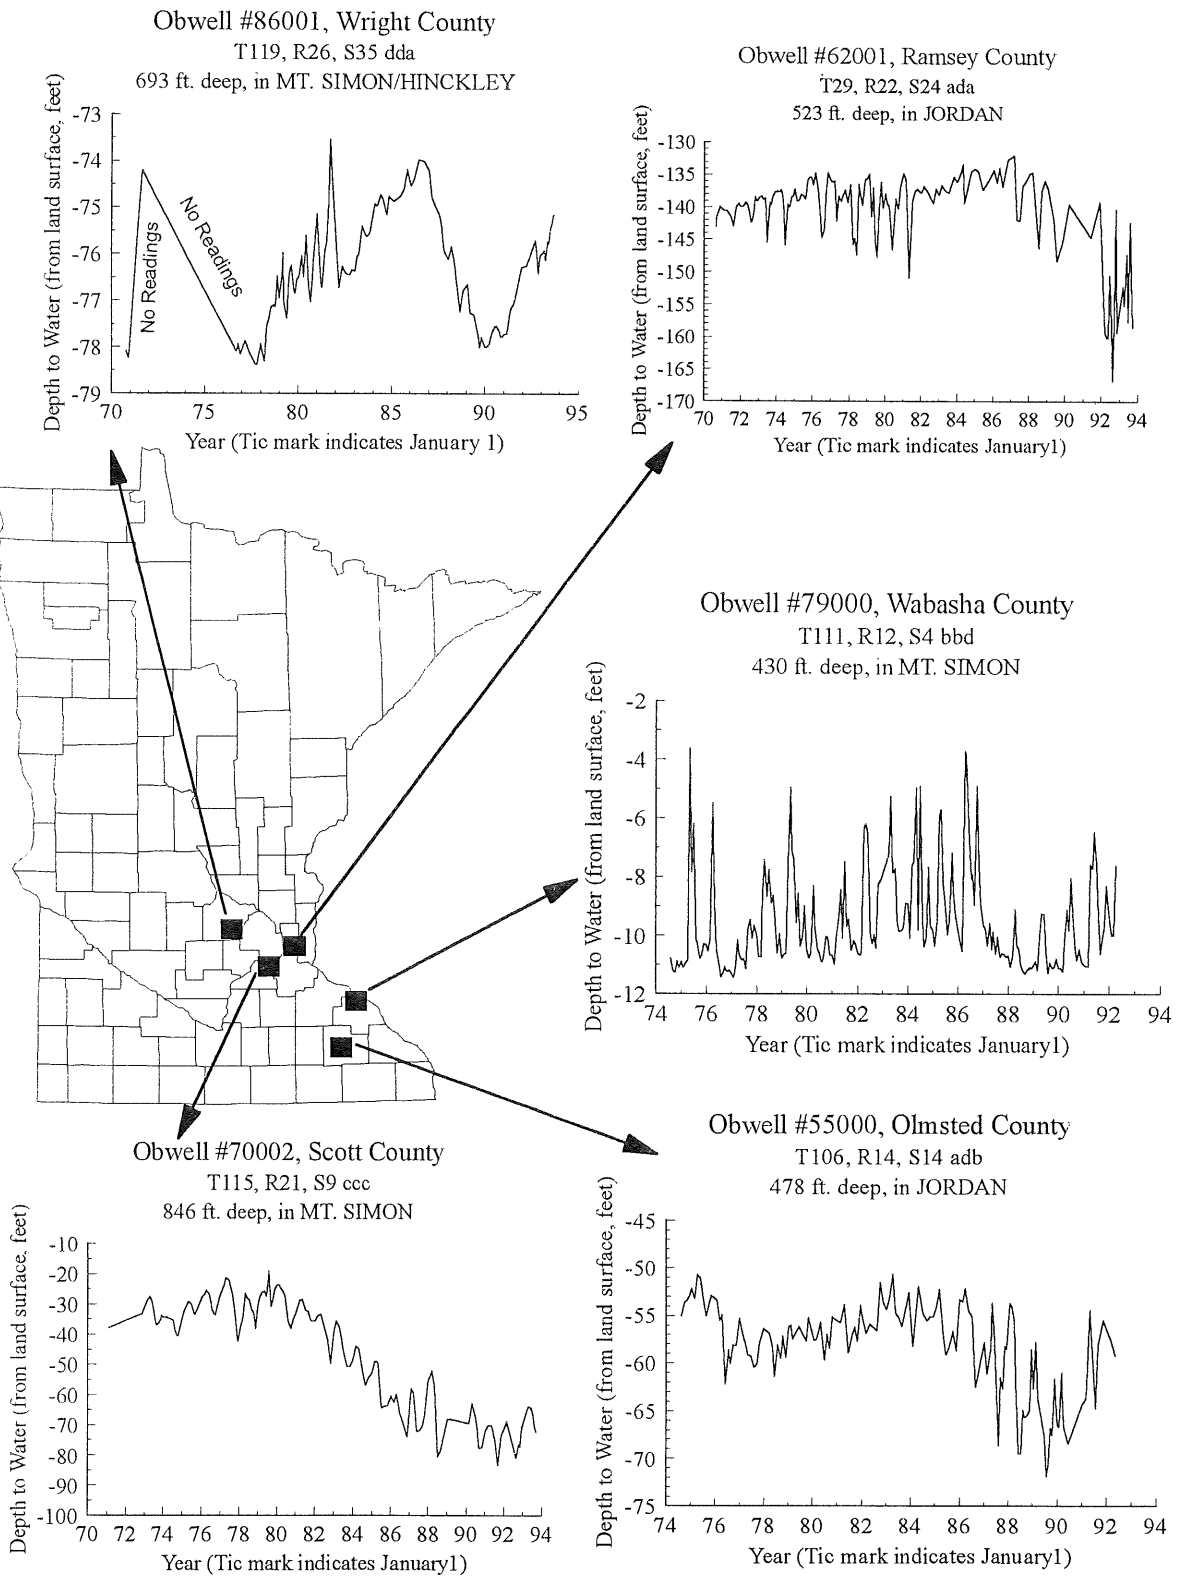 Obwell #86001, Wright County
T119, R26, S35 dda
693 ft. deep, in MT. SIMON/HINCKLEY
Depth to Water (from land surface, feet)
-73
-74
-75
-76
-77
-78
-79
No Readings
No Readings
70 75 80 85 90 95
Year (Tic mark indicates January 1)
Obwell #62001, Ramsey County
T29, R22, S24 ada
523 ft. deep, in JORDAN
Depth to Water (from land surface, feet)
-130
-135
-140
-145
-150
-155
-160
-165
-170
70 72 74 76 78 80 82 84 86 88 90 92 94
Year (Tic mark indicates January1)
Obwell #79000, Wabasha County
T111, R12, S4 bbd
430 ft. deep, in MT. SIMON
Depth to Water (from land surface, feet)
-2
-4
-6
-8
-10
-12
74 76 78 80 82 84 86 88 90 92 94
Year (Tic mark indicates January1)
Obwell #70002, Scott County
T115, R21, S9 ccc
846 ft. deep, in MT. SIMON
Depth to Water (from land surface, feet)
-10
-20
-30
-40
-50
-60
-70
-80
-90
-100
70 72 74 76 78 80 82 84 86 88 90 92 94
Year (Tic mark indicates January1)
Obwell #55000, Olmsted County
T106, R14, S14 adb
478 ft. deep, in JORDAN
Depth to Water (from land surface, feet)
-45
-50
-55
-60
-65
-70
-75
74 76 78 80 82 84 86 88 90 92 94
Year (Tic mark indicates January1)